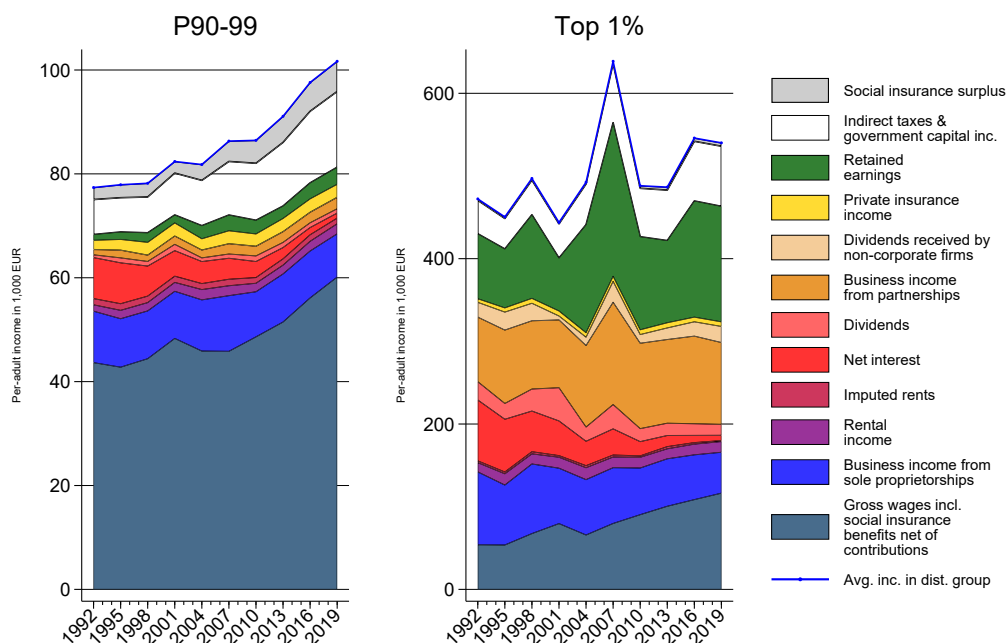 P90-99
Top 1%
Per-adult income in 1,000 EUR
100
80
60
40
20
0
1992
1995
1998
2001
2004
2007
2010
2013
2016
2019
Per-adult income in 1,000 EUR
600
400
200
0
1992
1995
1998
2001
2004
2007
2010
2013
2016
2019
Social insurance surplus
Indirect taxes &
government capital inc.
Retained
earnings
Private insurance
income
Dividends received by
non-corporate firms
Business income
from partnerships
Dividends
Net interest
Imputed rents
Rental
income
Business income from
sole proprietorships
Gross wages incl.
social insurance
benefits net of
contributions
Avg. inc. in dist. group